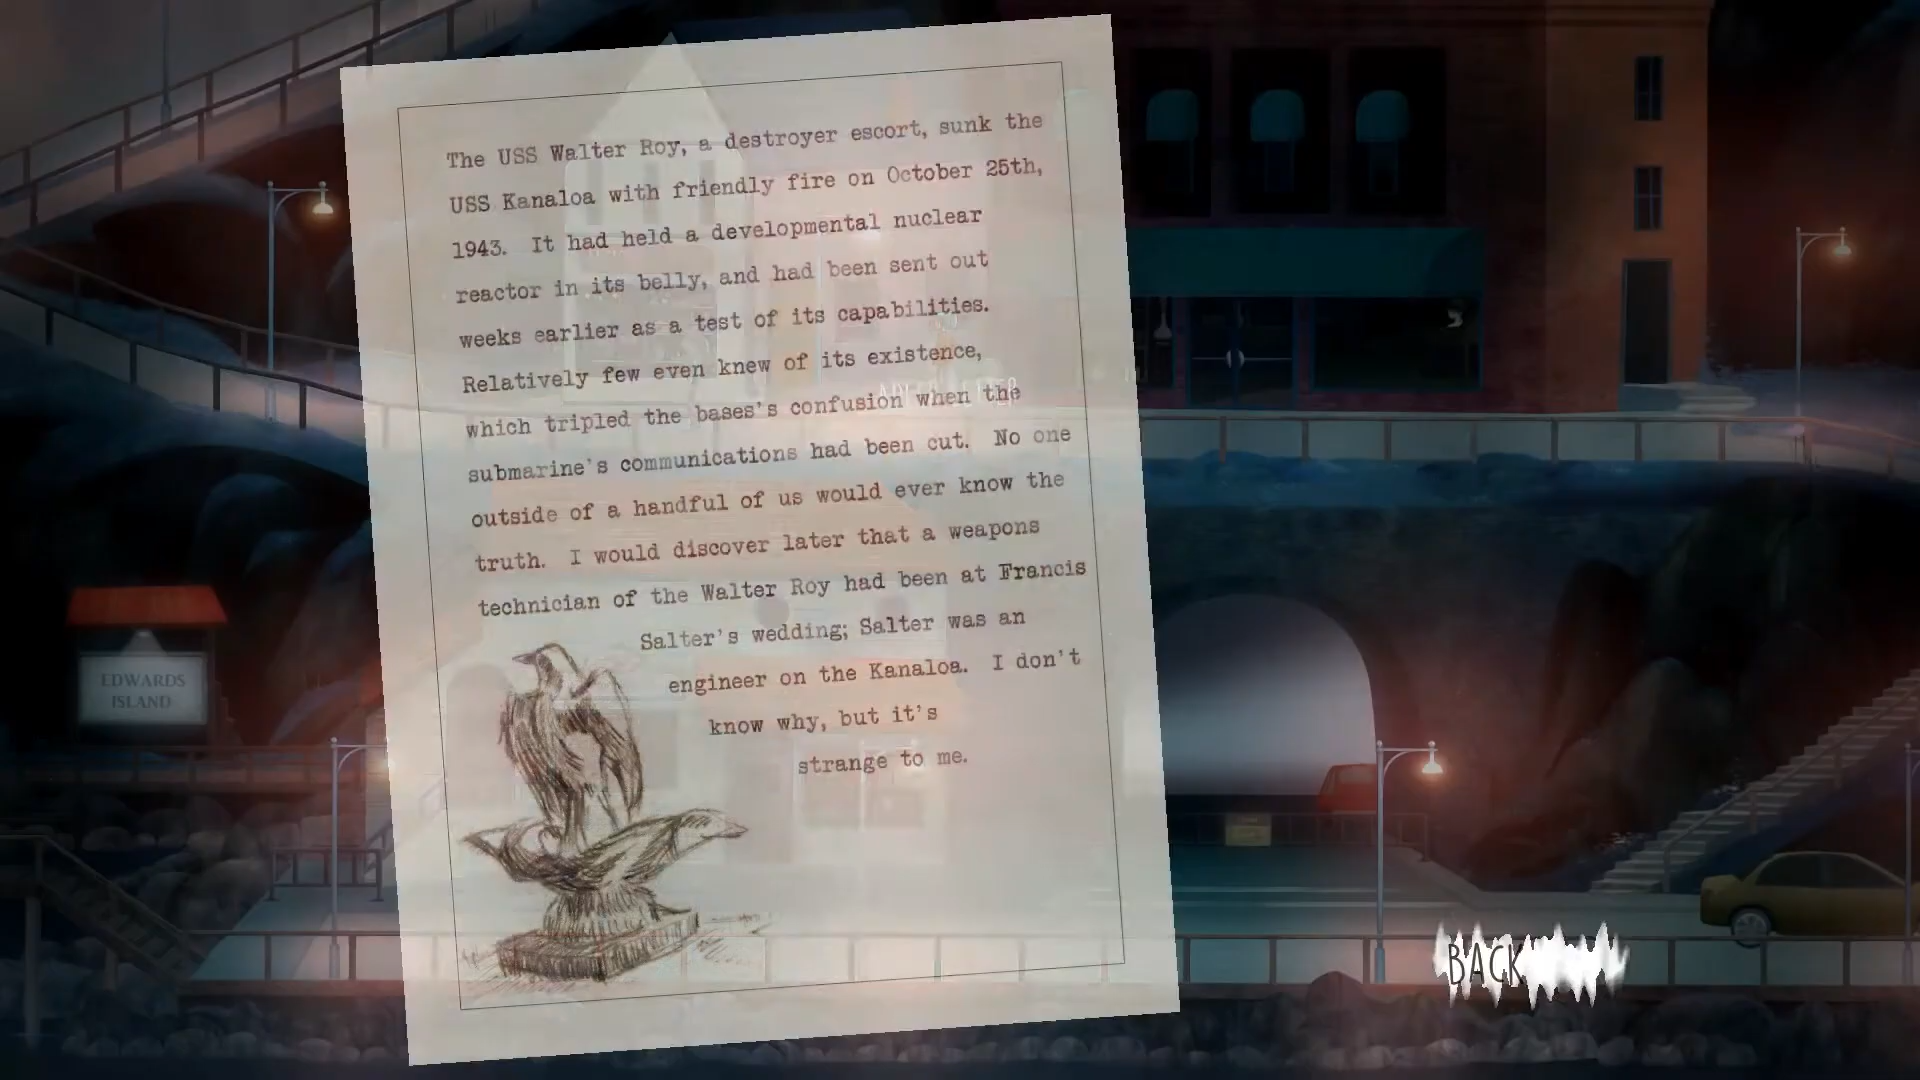 The USS Walter Roy, a destroyer escort, sunk the
USS Kanaloa with friendly fire on October 25th,
1943. It had held a developmental nuclear
reactor in its belly, and had been sent out
weeks earlier as a test of its capabilities.
Relatively few even knew of its existence,
which tripled the bases's confusion when the
submarine's communications had been cut. No one
outside of a handful of us would ever know the
truth. I would discover later that a weapons
technician of the Walter Roy had been at Francis
Salter's wedding; Salter was an
engineer on the Kanaloa. I don't
know why, but it's
strange to me.
EDWARDS
ISLAND
BACK